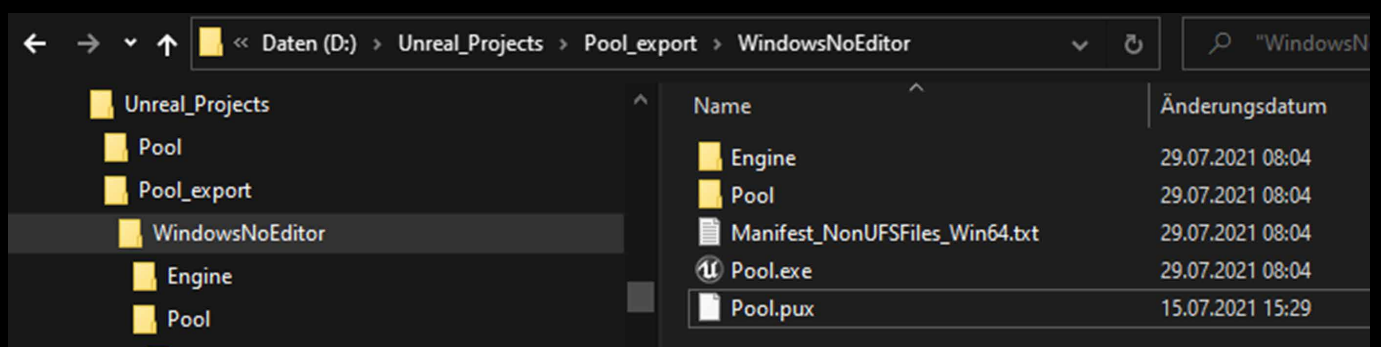 « Daten (D:) › Unreal_Projects › Pool_export › WindowsNoEditor "WindowsN
Unreal_Projects
Pool
Pool_export
WindowsNoEditor
Engine
Pool
Name Änderungsdatum
Engine 29.07.2021 08:04
Pool 29.07.2021 08:04
Manifest_NonUFSFiles_Win64.txt 29.07.2021 08:04
Pool.exe 29.07.2021 08:04
Pool.pux 15.07.2021 15:29